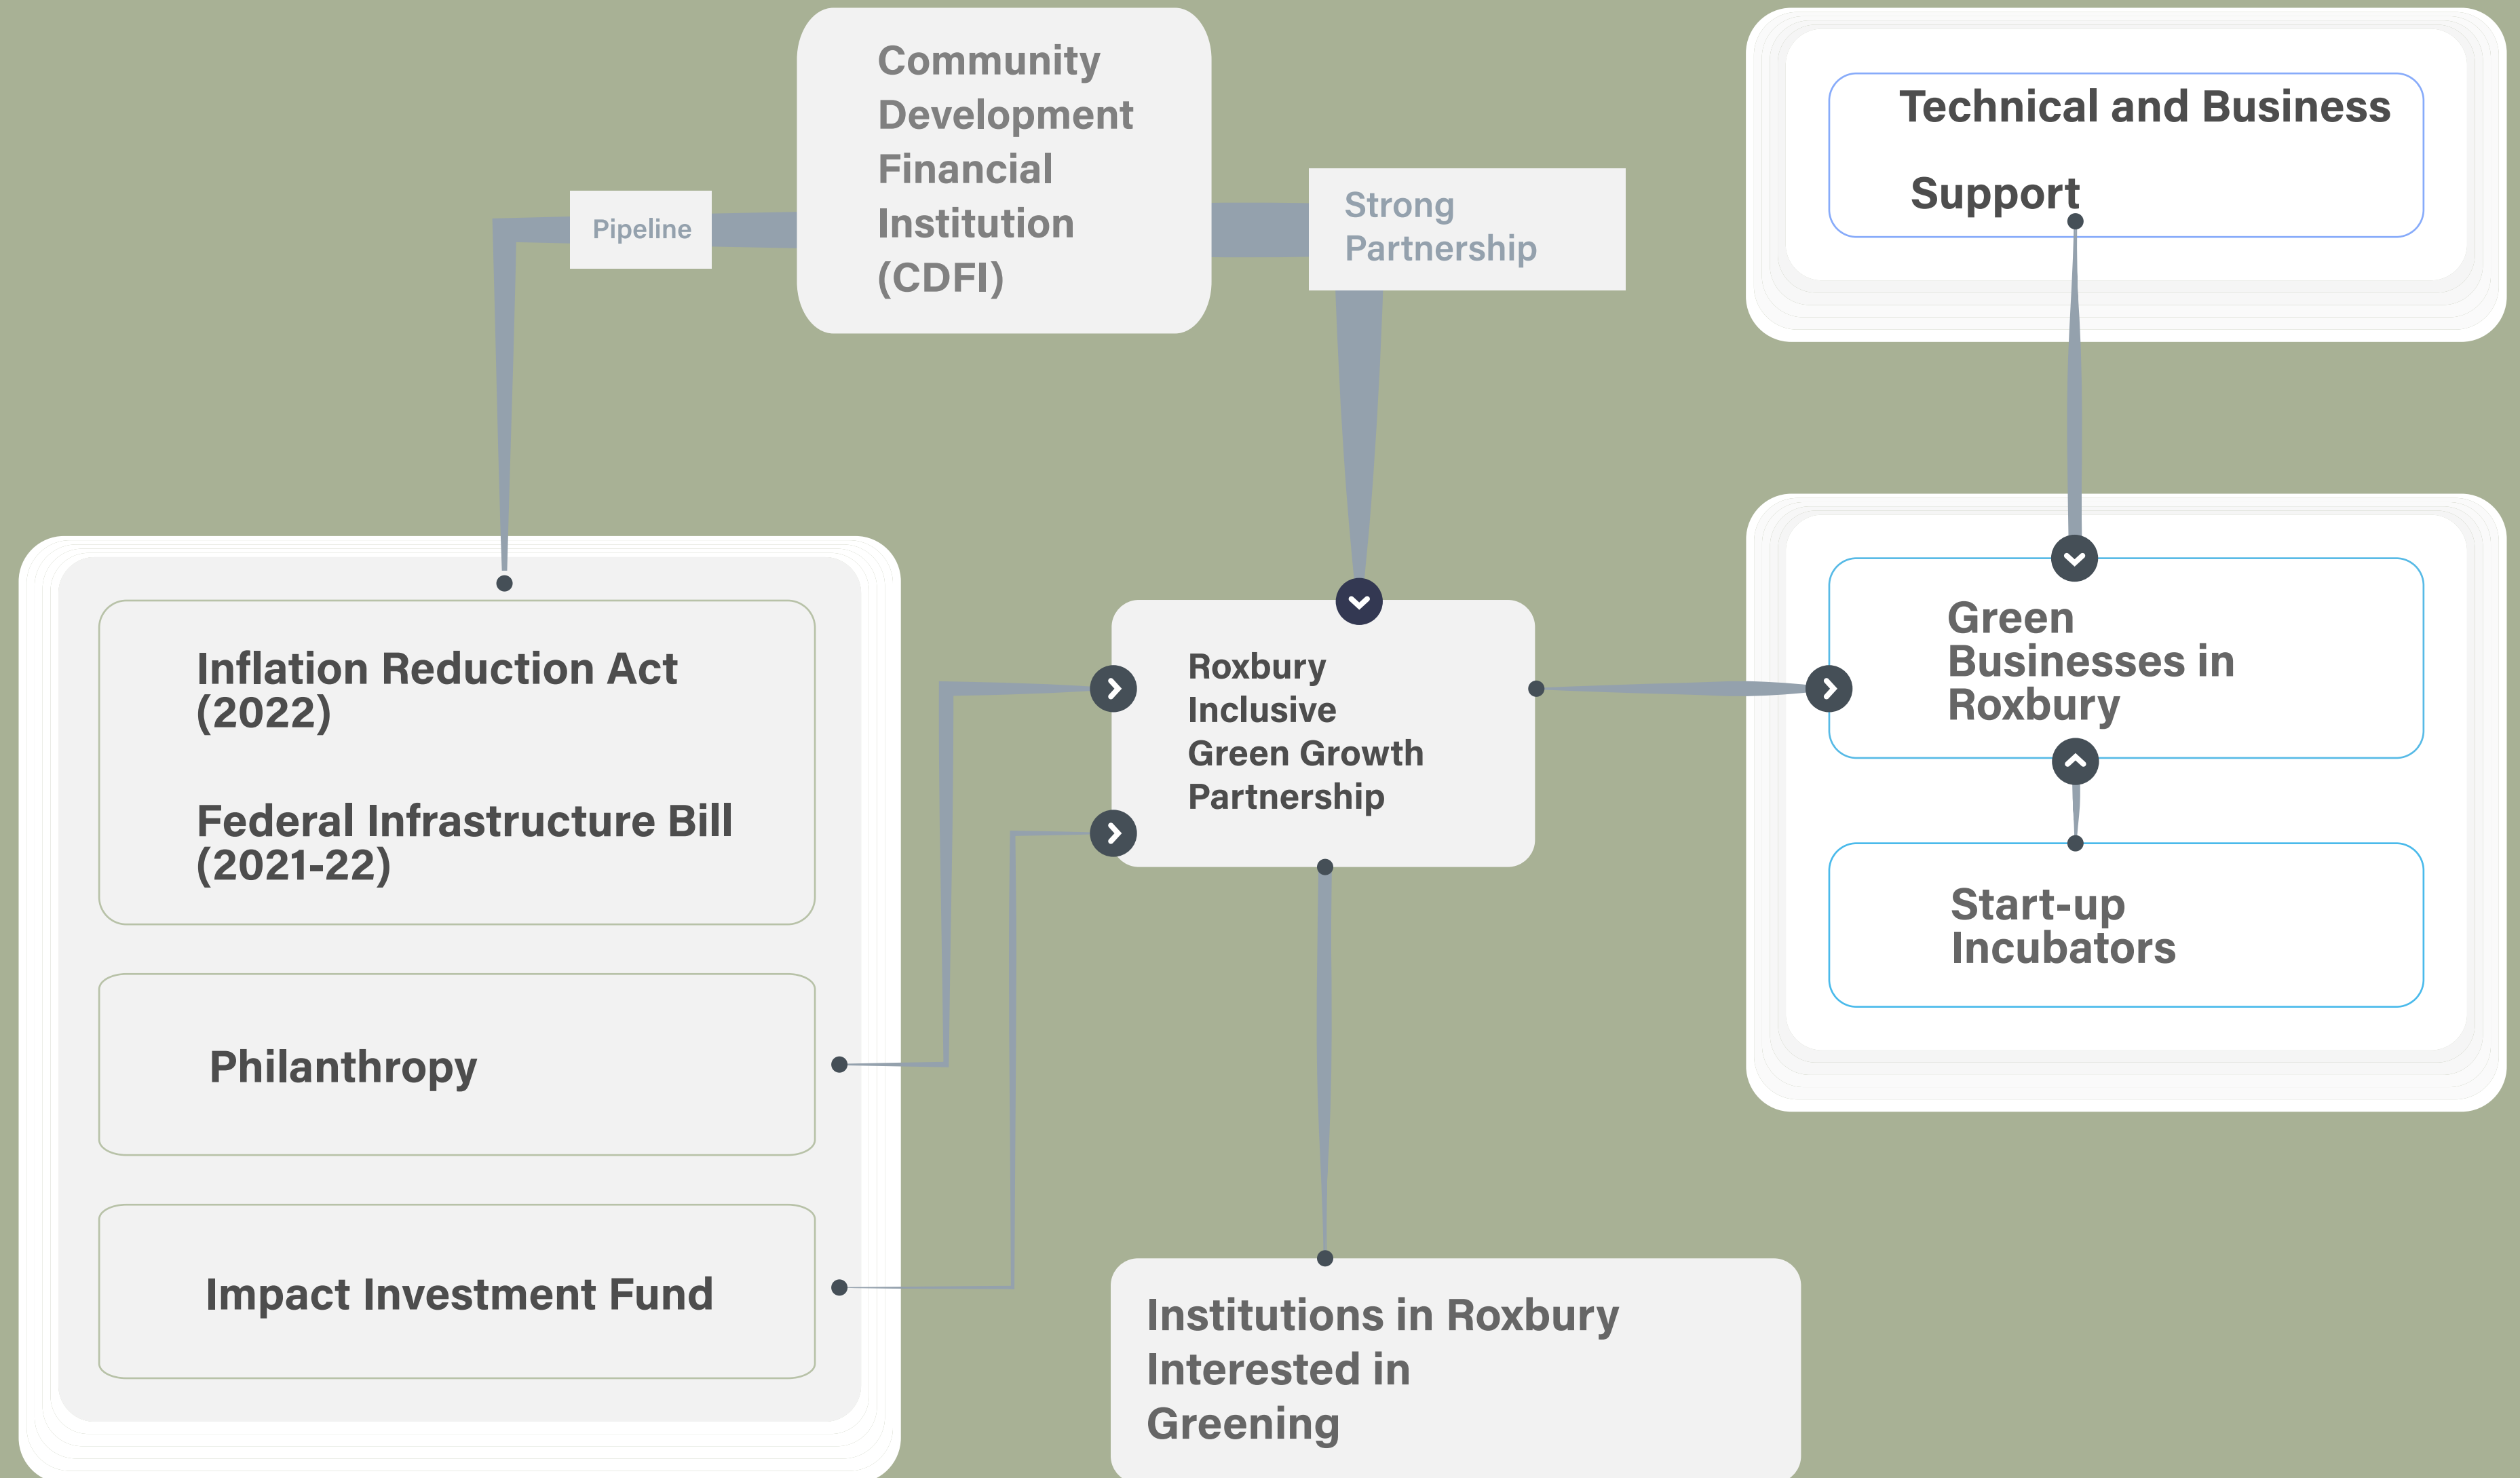 Community
Development
Financial
Institution
(CDFI)
Pipeline
Strong
Partnership
Technical and Business
Support
Inflation Reduction Act
(2022)
Federal Infrastructure Bill
(2021-22)
Philanthropy
Impact Investment Fund
Roxbury
Inclusive
Green Growth
Partnership
Green
Businesses in
Roxbury
Start-up
Incubators
Institutions in Roxbury
Interested in
Greening